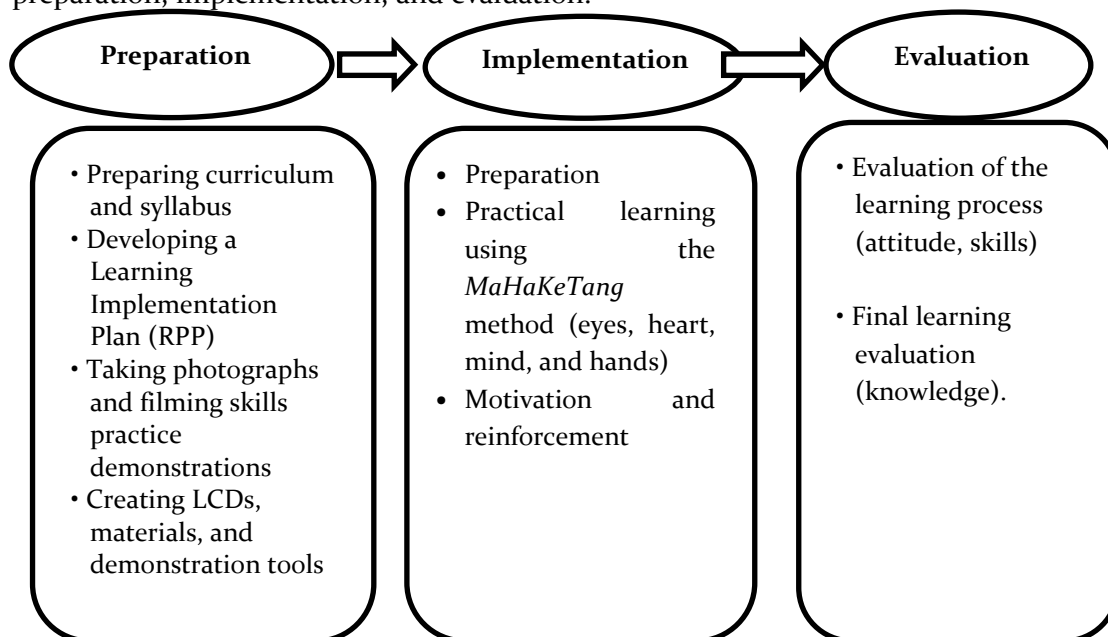 preparation, implementation, and evaluation.
Preparation
Implementation
Evaluation
• Preparing curriculum
and syllabus
• Developing a
Learning
Implementation
Plan (RPP)
• Taking photographs
and filming skills
practice
demonstrations
• Creating LCDs,
materials, and
demonstration tools
• Preparation
• Practical learning
using the
MaHaKeTang
method (eyes, heart,
mind, and hands)
• Motivation and
reinforcement
• Evaluation of the
learning process
(attitude, skills)
• Final learning
evaluation
(knowledge).